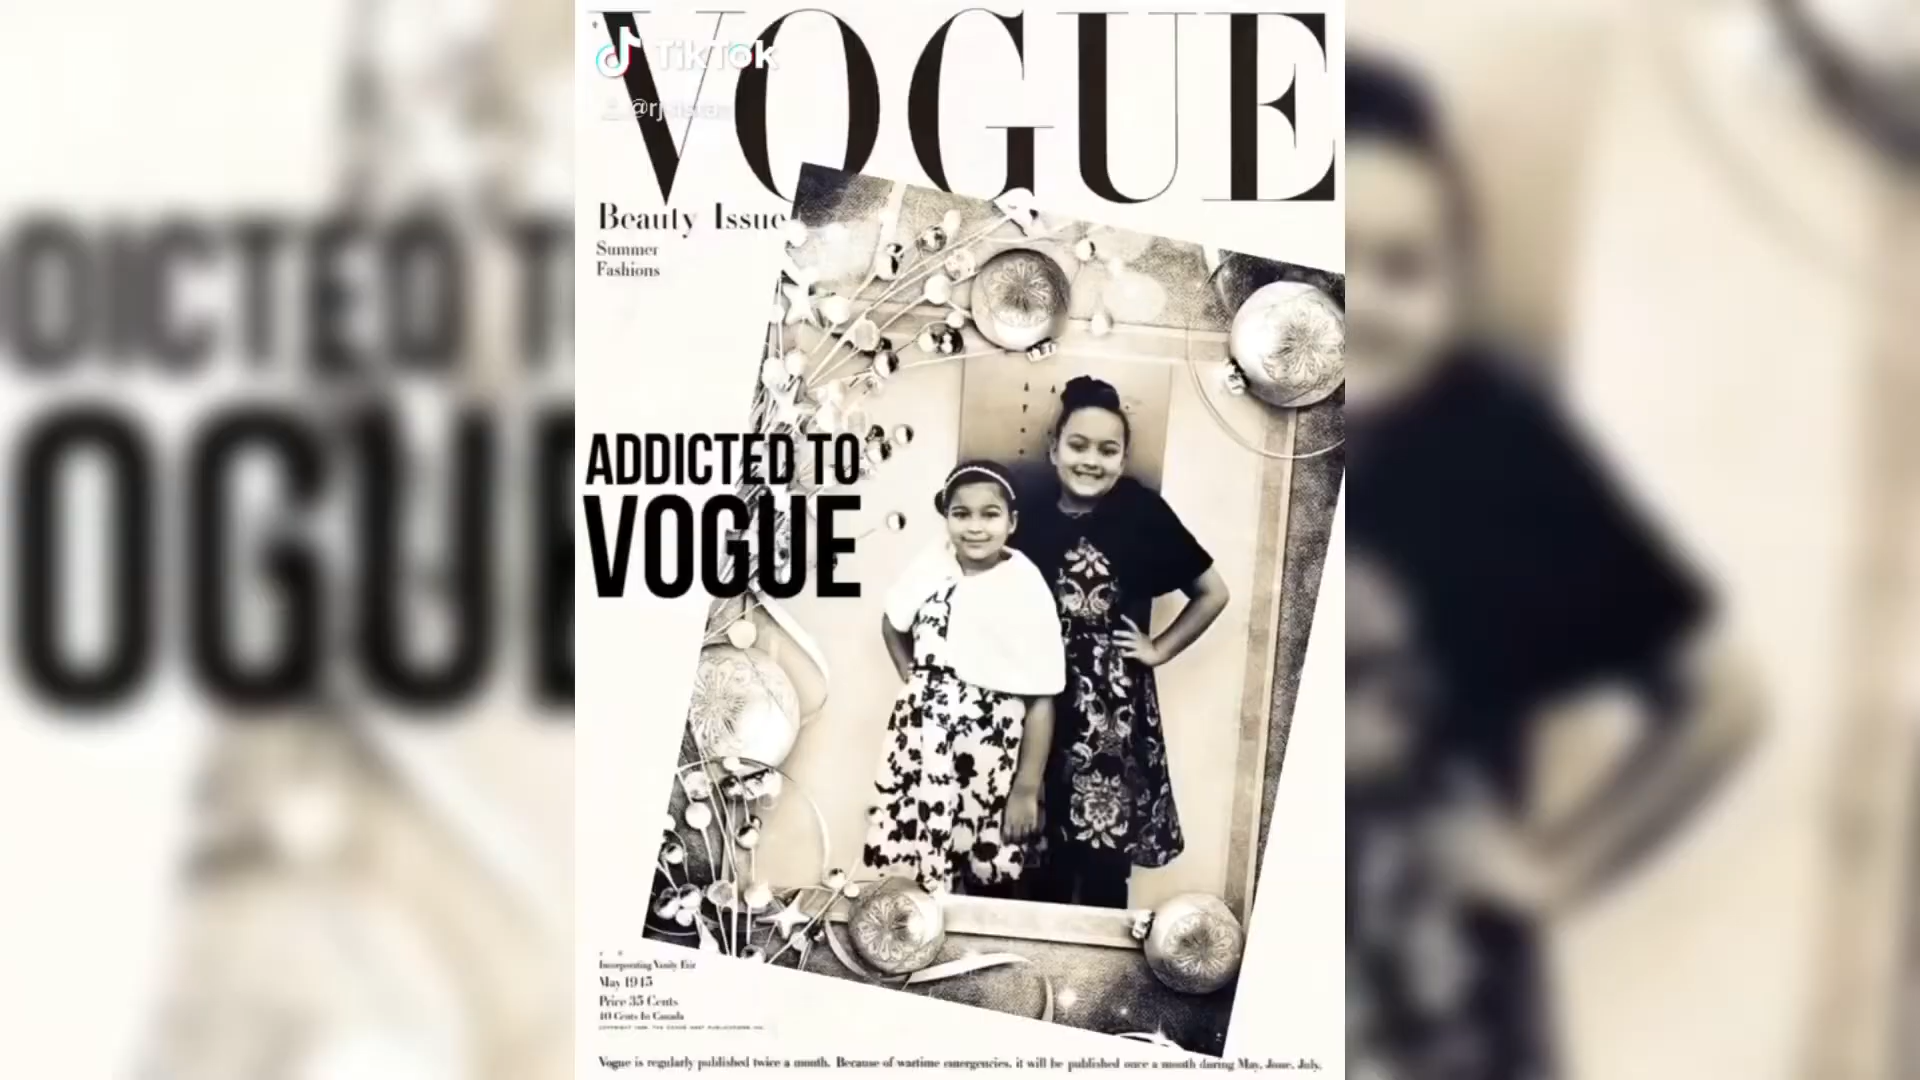 VOGUE
TikTok
Beauty Issue
Summer
Fashions
ADDICTED TO
VOGUE
Incorporating Vanity Fair
May 1945
Price 35 Cents
40 Cents In Canada
Vogue is regularly published twice a month. Because of wartime emergencies, it will be published once a month during May, June, July.